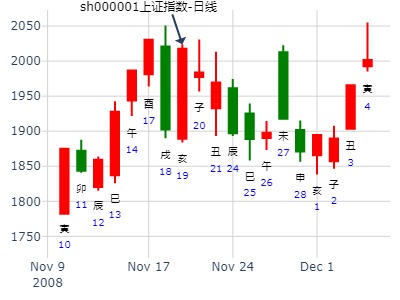 sh000001上证指数-日线
2050
2000
1950
1900
1850
1800
1750
寅
10
卯
11
辰
12
巳
13
午
14
酉
17
戌
18
亥
19
子
20
丑
21
辰
24
巳
25
午
26
未
27
申
28
亥
1
子
2
丑
3
寅
4
Nov 9
2008
Nov 17
Nov 24
Dec 1